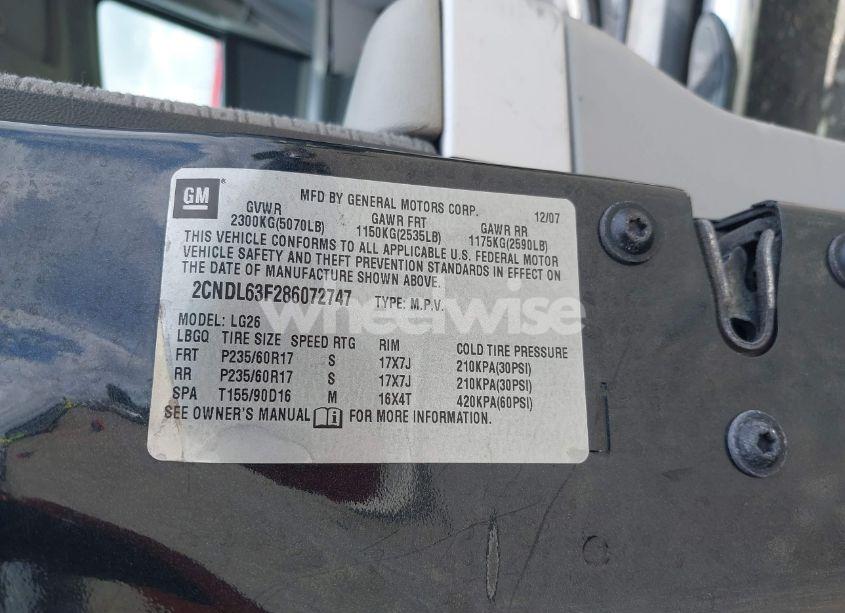 GM
MFD BY GENERAL MOTORS CORP. 12/07
GVWR GAWR FRT GAWR RR
2300KG(5070LB) 1150KG(2535LB) 1175KG(2590LB)
THIS VEHICLE CONFORMS TO ALL APPLICABLE U.S. FEDERAL MOTOR
VEHICLE SAFETY AND THEFT PREVENTION STANDARDS IN EFFECT ON
THE DATE OF MANUFACTURE SHOWN ABOVE.
2CNDL63F286072747 TYPE: M.P.V.
wheelwise
MODEL: LG26
LBGQ TIRE SIZE SPEED RTG RIM COLD TIRE PRESSURE
FRT P235/60R17 S 17X7J 210KPA(30PSI)
RR P235/60R17 S 17X7J 210KPA(30PSI)
SPA T155/90D16 M 16X4T 420KPA(60PSI)
SEE OWNER'S MANUAL FOR MORE INFORMATION.